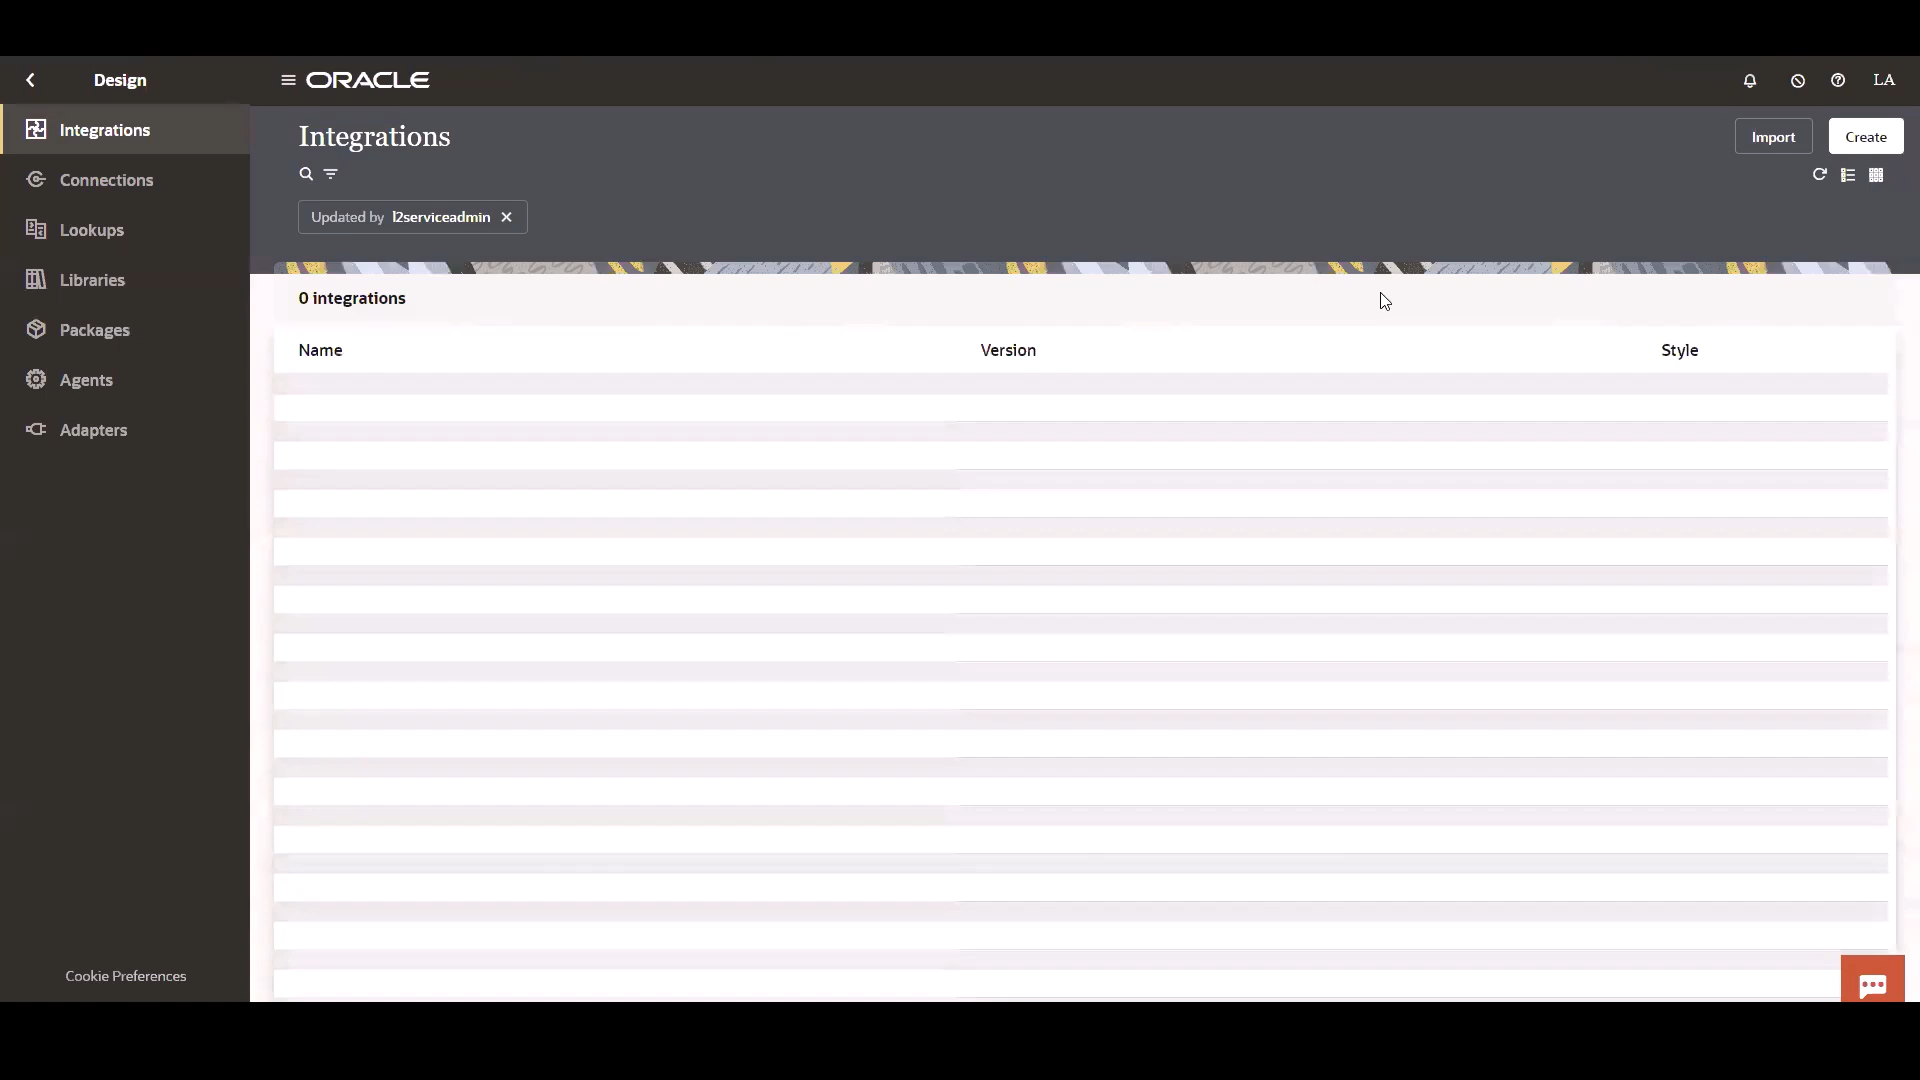 Design
ORACLE
LA
Integrations
Connections
Lookups
Libraries
Packages
Agents
Adapters
Cookie Preferences
Integrations
Import
Create
Updated by l2serviceadmin
0 integrations
Name
Version
Style